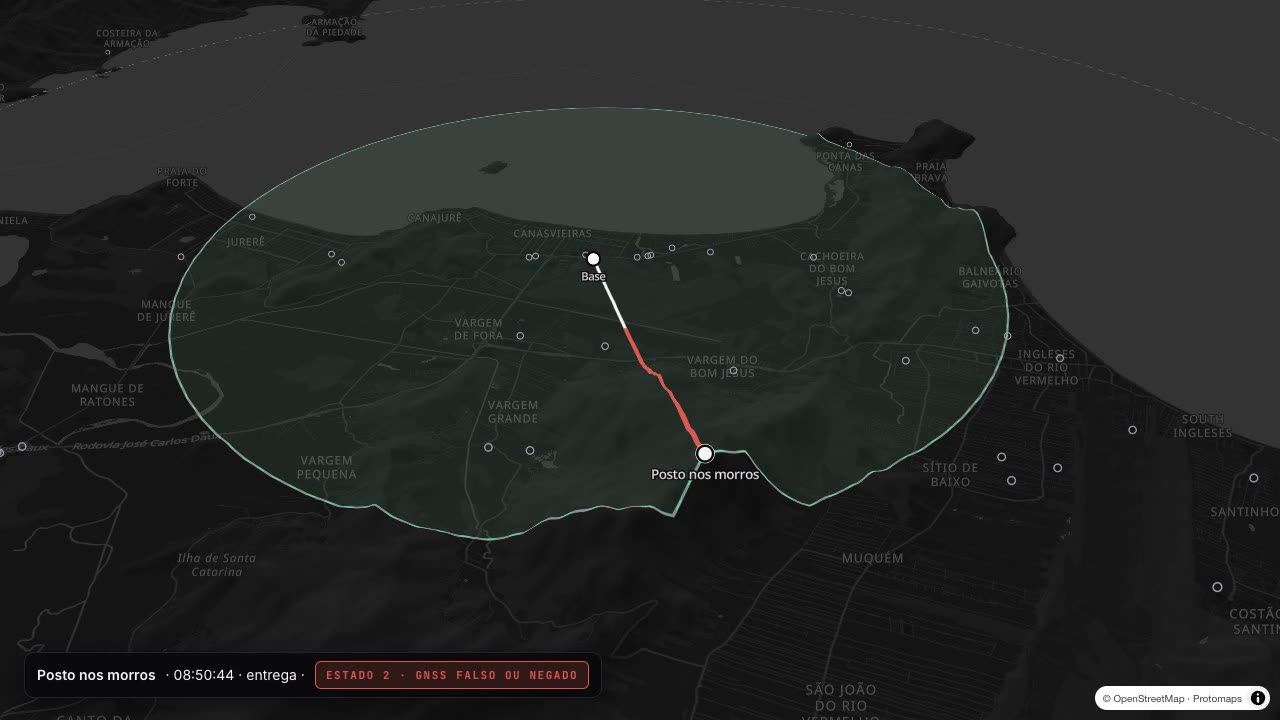 COSTEIRA DA
ARMAÇÃO
ARMAÇÃO
DA PIEDADE
PRAIA DO
FORTE
PONTA DAS
CANAS
PRAIA
BRAVA
NIELA
JURERÊ
CANAJURÊ
CANASVIEIRAS
Base
CACHOEIRA
DO BOM
JESUS
BALNEÁRIO
GAIVOTAS
MANGUE
DE JURERÊ
VARGEM
DE FORA
VARGEM DO
BOM JESUS
INGLESES
DO RIO
VERMELHO
MANGUE DE
RATONES
VARGEM
GRANDE
SOUTH
INGLESES
Rodovia José Carlos Daux
VARGEM
PEQUENA
Posto nos morros
SÍTIO DE
BAIXO
SANTINHO
Ilha de Santa
Catarina
MUQUÉM
COSTÃO
SANTIN
Posto nos morros · 08:50:44 · entrega · ESTADO 2 · GNSS FALSO OU NEGADO
SÃO JOÃO
DO RIO
VERMELHO
CANTO DA
© OpenStreetMap · Protomaps